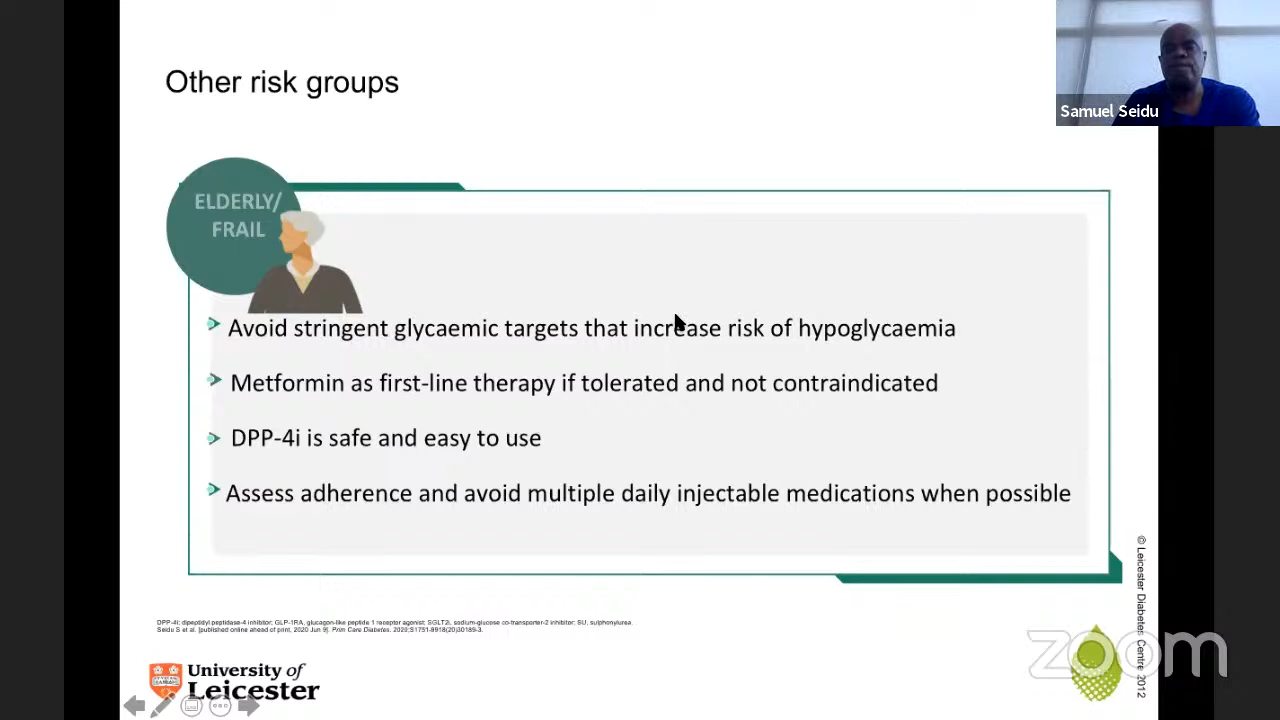 Other risk groups
Samuel Seidu
ELDERLY/
FRAIL
Avoid stringent glycaemic targets that increase risk of hypoglycaemia
Metformin as first-line therapy if tolerated and not contraindicated
DPP-4i is safe and easy to use
Assess adherence and avoid multiple daily injectable medications when possible
DPP-4i; dipeptidyl peptidase-4 inhibitor; GLP-1RA, glucagon-like peptide 1 receptor agonist; SGLT2i, sodium-glucose co-transporter-2 inhibitor; SU, sulphonylurea.
Seidu S et al. [published online ahead of print, 2020 Jun 9]. Prim Care Diabetes. 2020;S1751-9918(20)30189-3.
© Leicester Diabetes Centre 2012
University of
Leicester
zoom